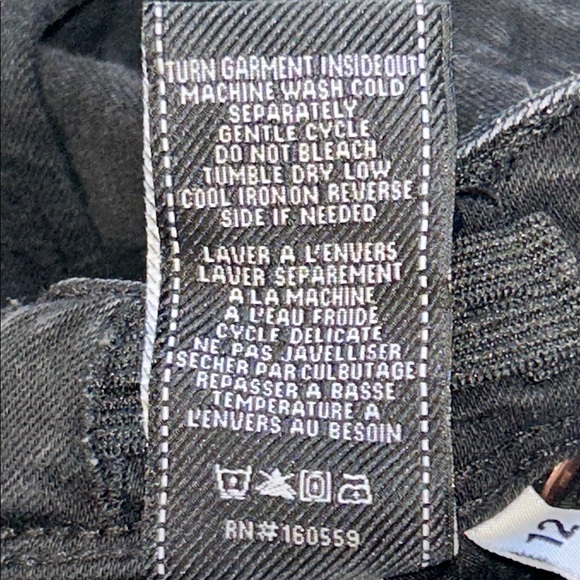 TURN GARMENT INSIDEOUT
MACHINE WASH COLD
SEPARATELY
GENTLE CYCLE
DO NOT BLEACH
TUMBLE DRY LOW
COOL IRON ON REVERSE
SIDE IF NEEDED
LAVER A L'ENVERS
LAVER SEPAREMENT
A LA MACHINE
A L'EAU FROIDE
CYCLE DELICATE
NE PAS JAVELLISER
SECHER PAR CULBUTAGE
REPASSER A BASSE
TEMPERATURE A
L'ENVERS AU BESOIN
RN#160559
12